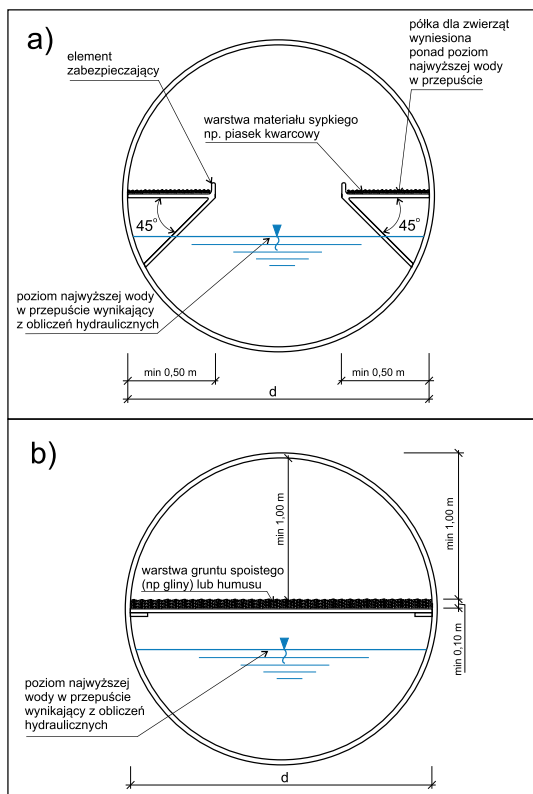 a)
element
zabezpieczający
półka dla zwierząt
wyniesiona
ponad poziom
najwyższej wody
w przepuście
warstwa materiału sypkiego
np. piasek kwarcowy
45°
45°
poziom najwyższej wody
w przepuście wynikający
z obliczeń hydraulicznych
min 0,50 m
min 0,50 m
d
b)
min 1,00 m
min 1,00 m
warstwa gruntu spoistego
(np gliny) lub humusu
min 0,10 m
poziom najwyższej
wody w przepuście
wynikający z obliczeń
hydraulicznych
d